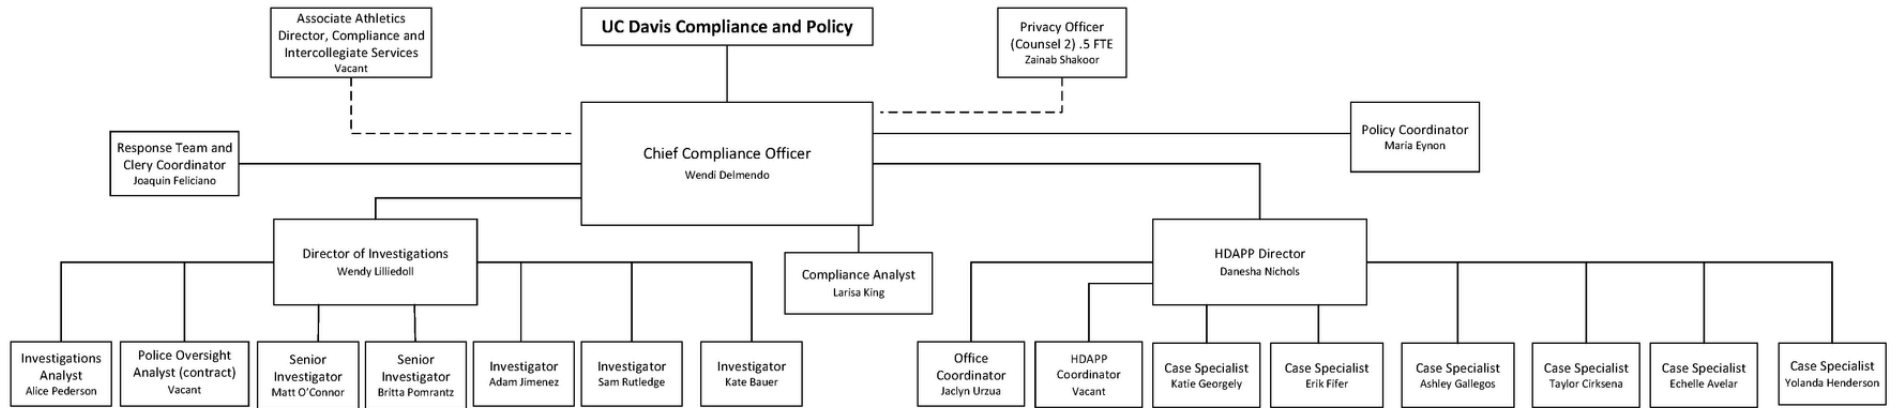 Associate Athletics
Director, Compliance and
Intercollegiate Services
Vacant
UC Davis Compliance and Policy
Privacy Officer
(Counsel 2) .5 FTE
Zainab Shakoor
Response Team and
Clery Coordinator
Joaquin Feliciano
Chief Compliance Officer
Wendi Delmendo
Policy Coordinator
Maria Eynon
Director of Investigations
Wendy Lilliedoll
Compliance Analyst
Larisa King
HDAPP Director
Danesha Nichols
Investigations
Analyst
Alice Pederson
Police Oversight
Analyst (contract)
Vacant
Senior
Investigator
Matt O’Connor
Senior
Investigator
Britta Pomrantz
Investigator
Adam Jimenez
Investigator
Sam Rutledge
Investigator
Kate Bauer
Office
Coordinator
Jaclyn Urzua
HDAPP
Coordinator
Vacant
Case Specialist
Katie Georgely
Case Specialist
Erik Fifer
Case Specialist
Ashley Gallegos
Case Specialist
Taylor Cirksena
Case Specialist
Echelle Avelar
Case Specialist
Yolanda Henderson